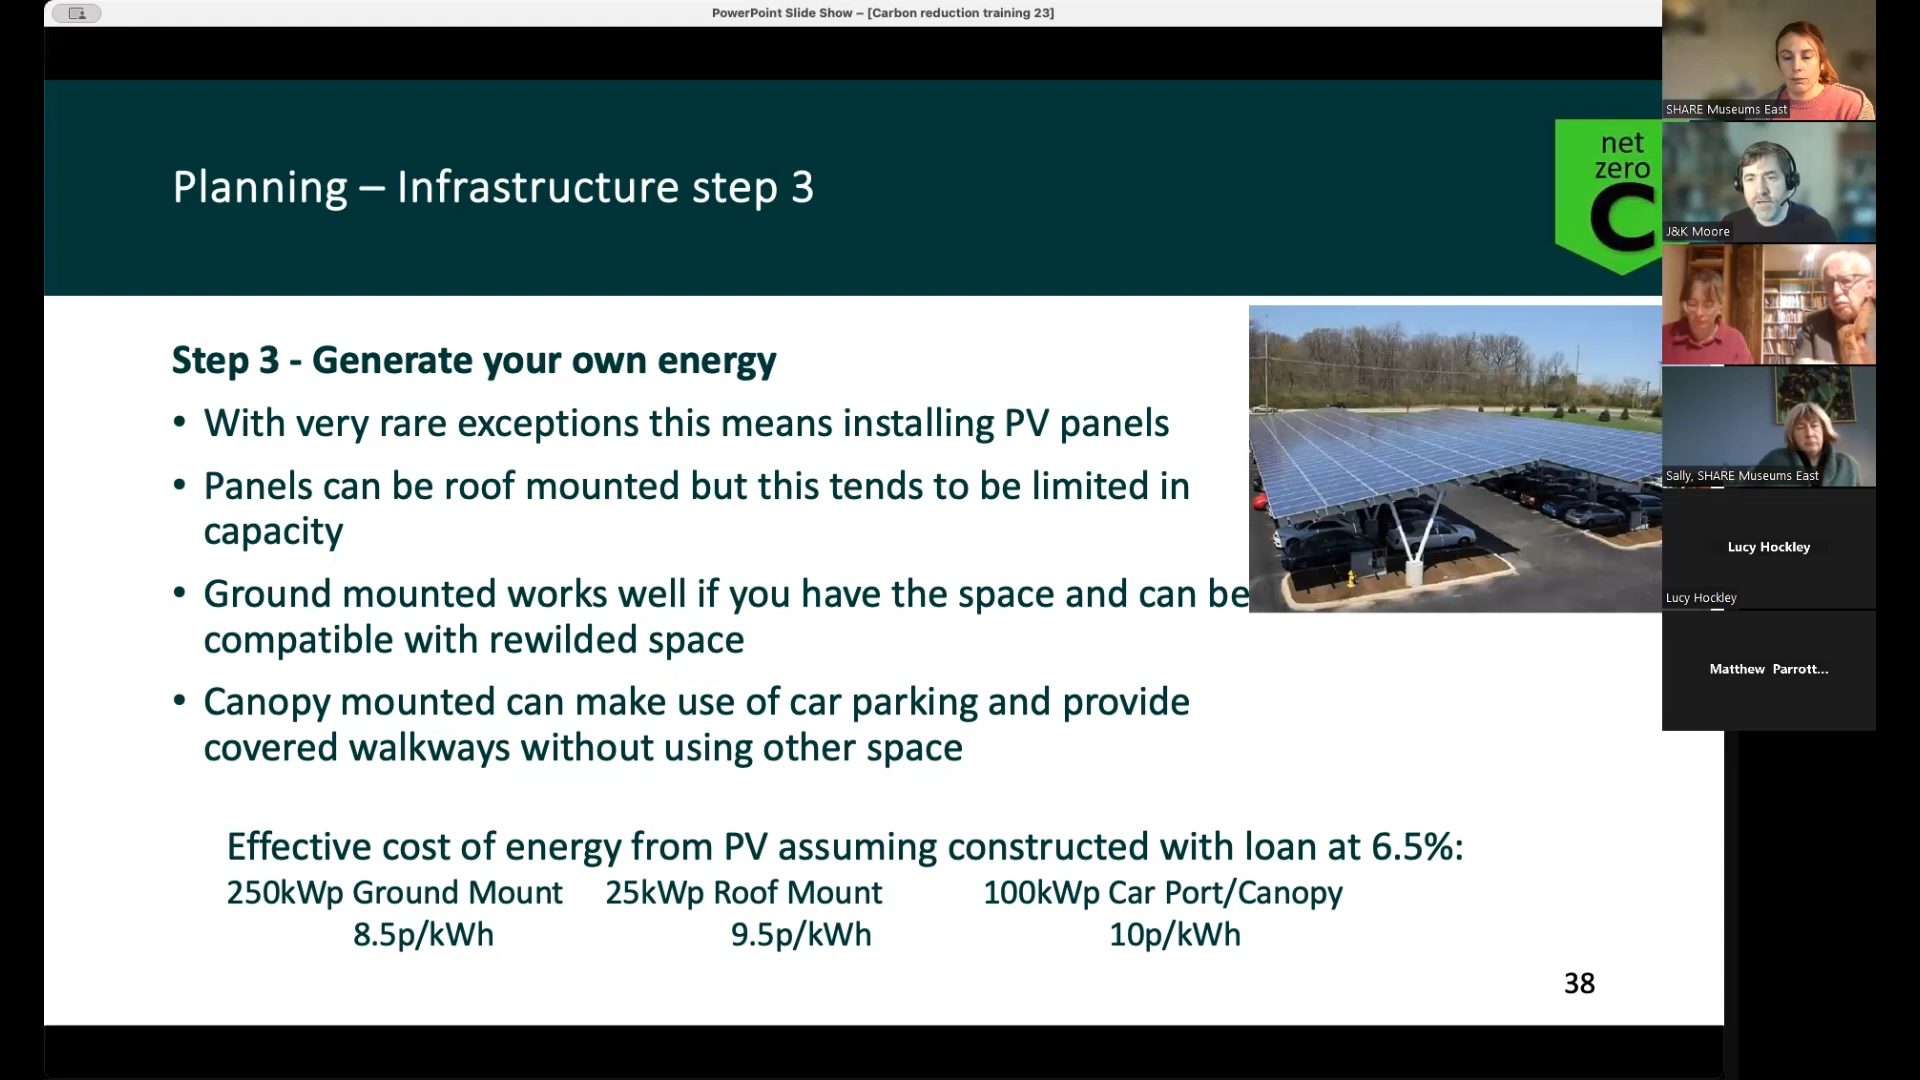 PowerPoint Slide Show – [Carbon reduction training 23]
Planning – Infrastructure step 3
net
zero
C
Step 3 - Generate your own energy
• With very rare exceptions this means installing PV panels
• Panels can be roof mounted but this tends to be limited in
capacity
• Ground mounted works well if you have the space and can be
compatible with rewilded space
• Canopy mounted can make use of car parking and provide
covered walkways without using other space
Effective cost of energy from PV assuming constructed with loan at 6.5%:
250kWp Ground Mount 25kWp Roof Mount 100kWp Car Port/Canopy
8.5p/kWh 9.5p/kWh 10p/kWh
38
SHARE Museums East
J&K Moore
Sally, SHARE Museums East
Lucy Hockley
Lucy Hockley
Matthew Parrott...